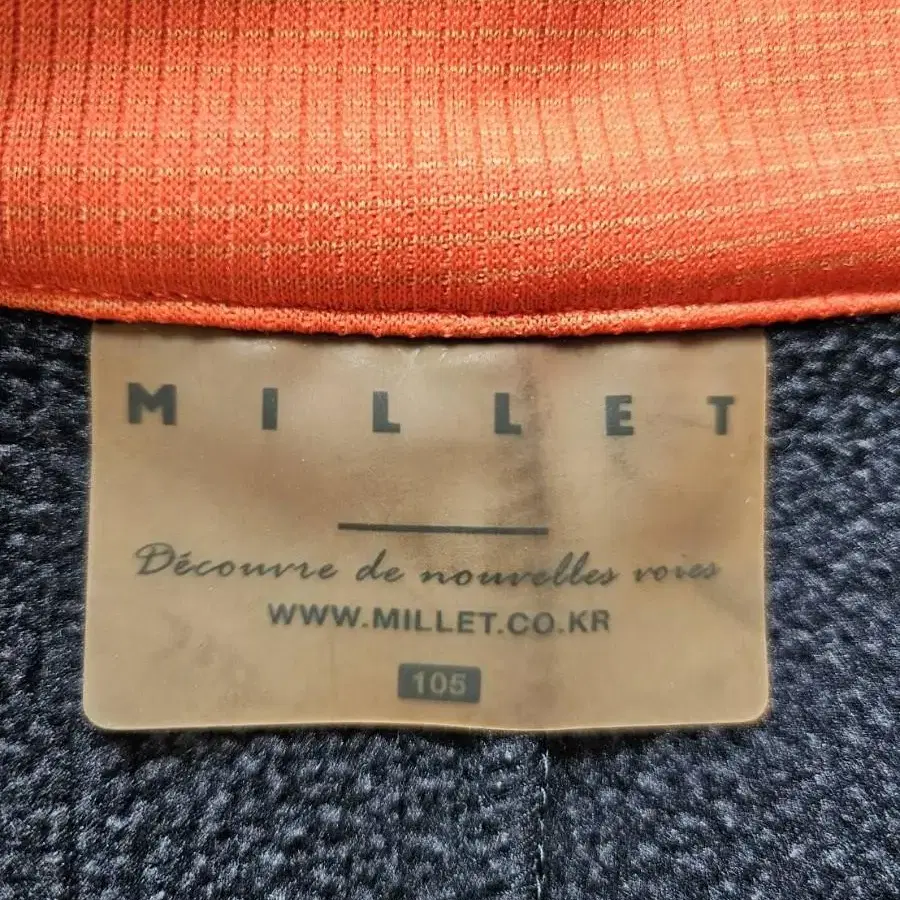 MILLET
Découvre de nouvelles voies
WWW.MILLET.CO.KR
105